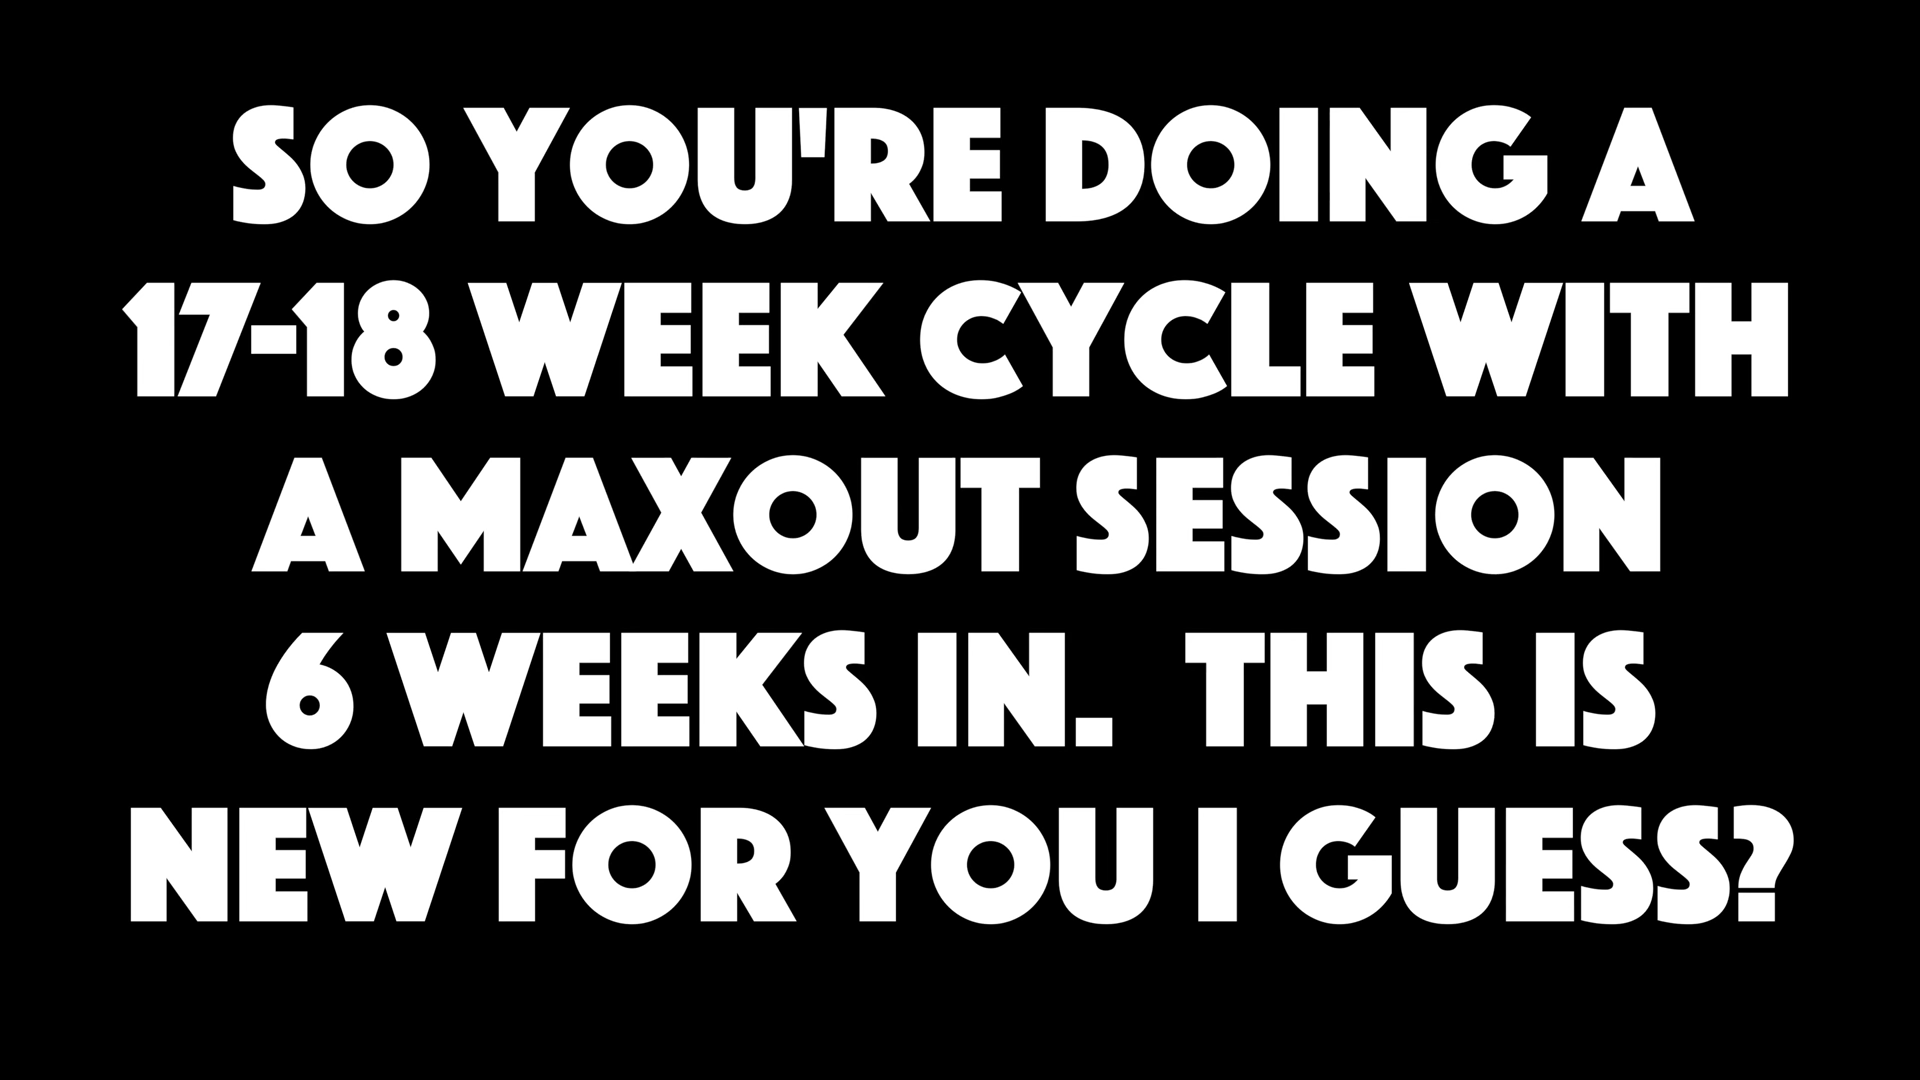 SO YOU'RE DOING A
17-18 WEEK CYCLE WITH
A MAXOUT SESSION
6 WEEKS IN.  THIS IS
NEW FOR YOU I GUESS?